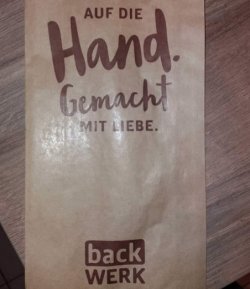 AUF DIE
Hand.
Gemacht
MIT LIEBE.
back
WERK